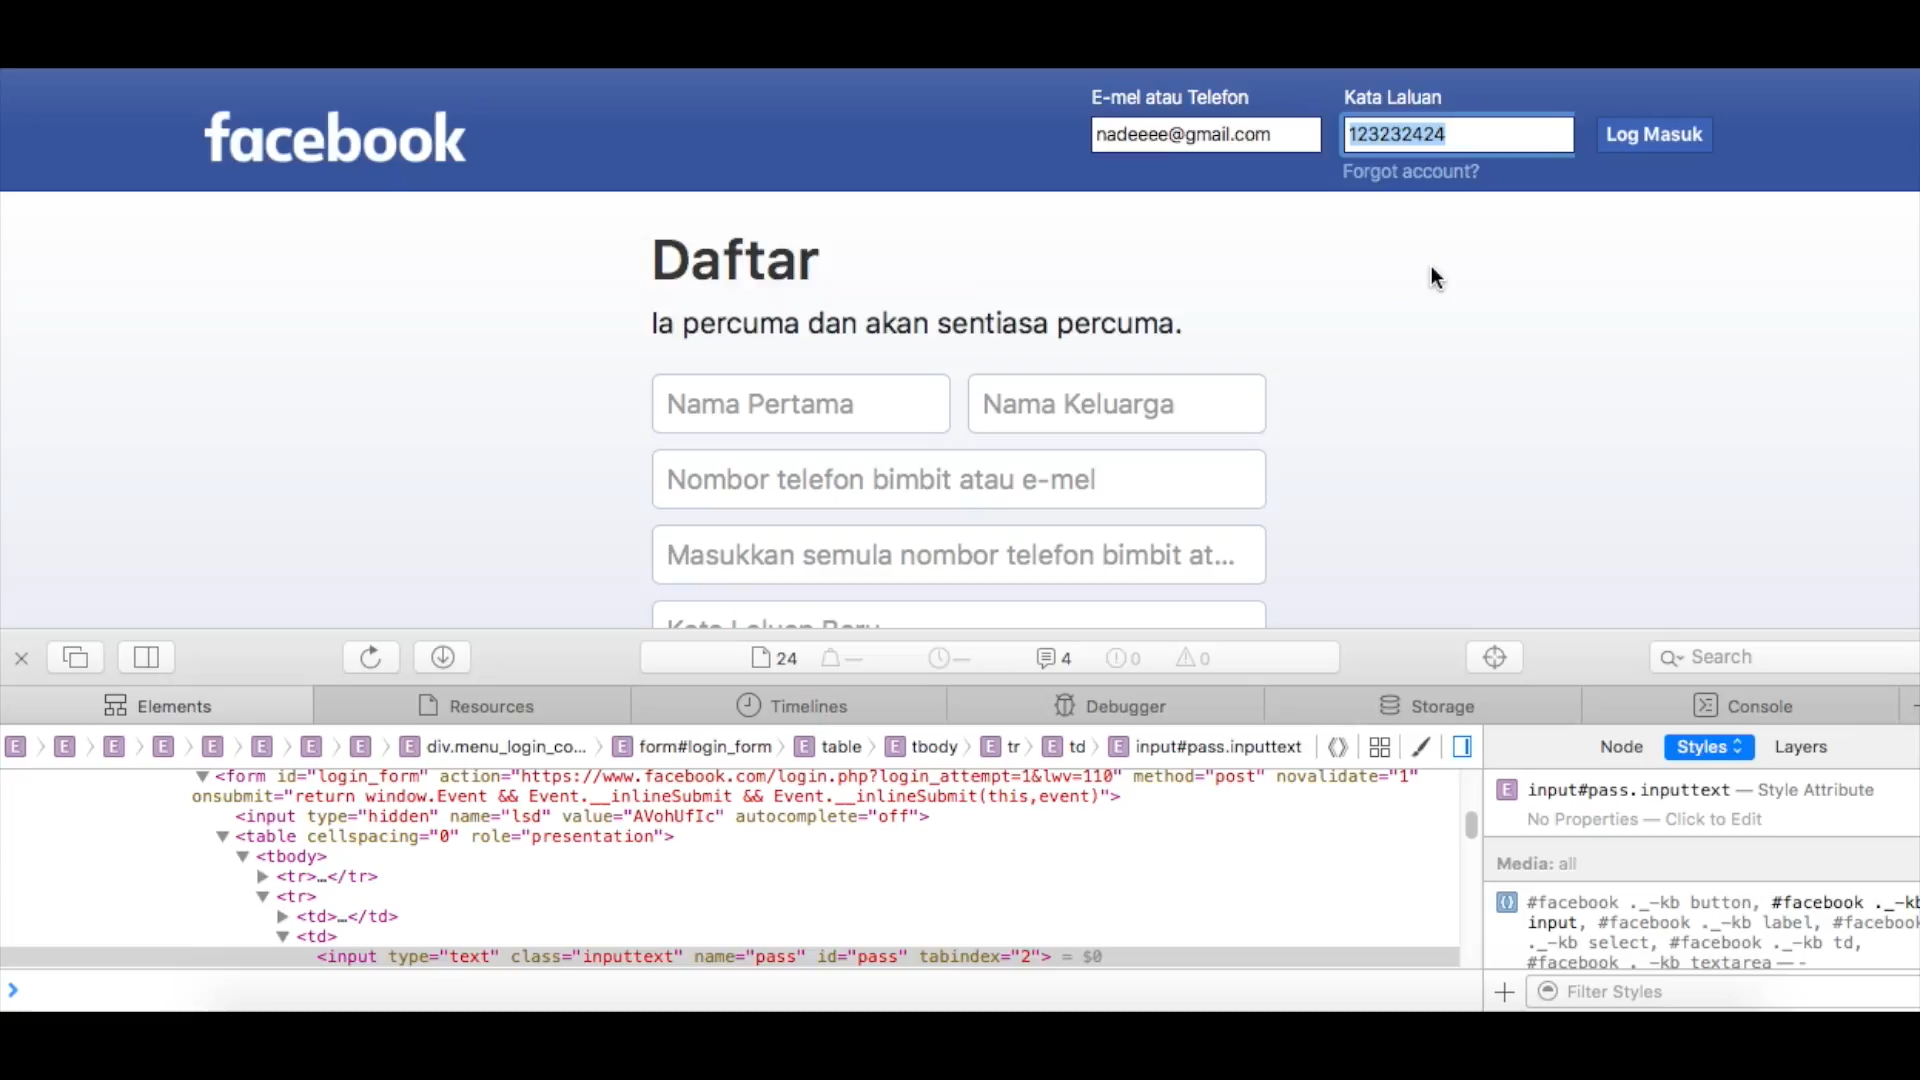 E-mel atau Telefon
Kata Laluan
facebook
nadeeee@gmail.com
123232424
Log Masuk
Forgot account?
Daftar
Ia percuma dan akan sentiasa percuma.
Nama Pertama
Nama Keluarga
Nombor telefon bimbit atau e-mel
Masukkan semula nombor telefon bimbit at...
Kata Laluan Baru
24
—
—
4
0
0
Search
Elements
Resources
Timelines
Debugger
Storage
Console
E E E E E E E E E div.menu_login_co... E form#login_form E table E tbody E tr E td E input#pass.inputtext
Node
Styles
Layers
<form id="login_form" action="https://www.facebook.com/login.php?login_attempt=1&lwv=110" method="post" novalidate="1"
onsubmit="return window.Event && Event.__inlineSubmit && Event.__inlineSubmit(this,event)">
<input type="hidden" name="lsd" value="AVohUfIc" autocomplete="off">
<table cellspacing="0" role="presentation">
<tbody>
<tr>…</tr>
<tr>
<td>…</td>
<td>
<input type="text" class="inputtext" name="pass" id="pass" tabindex="2"> = $0
E input#pass.inputtext — Style Attribute
No Properties — Click to Edit
Media: all
#facebook ._-kb button, #facebook ._-kb
input, #facebook ._-kb label, #facebook
._-kb select, #facebook ._-kb td,
#facebook ._-kb textarea —
Filter Styles